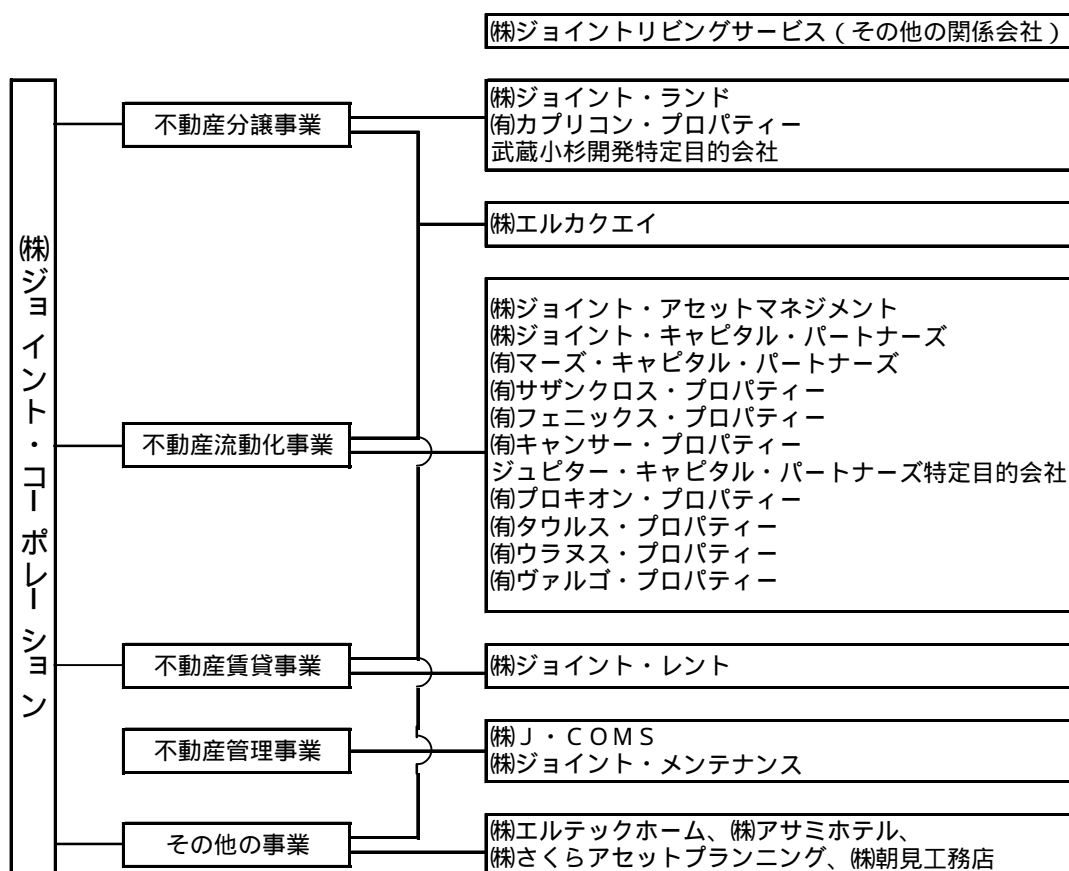 ㈱ジョイントリビングサービス（その他の関係会社）
㈱ジョイント・コーポレーション
不動産分譲事業
㈱ジョイント・ランド
㈲カプリコン・プロパティー
武蔵小杉開発特定目的会社
㈱エルカクエイ
不動産流動化事業
㈱ジョイント・アセットマネジメント
㈱ジョイント・キャピタル・パートナーズ
㈲マーズ・キャピタル・パートナーズ
㈲サザンクロス・プロパティー
㈲フェニックス・プロパティー
㈲キャンサー・プロパティー
ジュピター・キャピタル・パートナーズ特定目的会社
㈲プロキオン・プロパティー
㈲タウルス・プロパティー
㈲ウラヌス・プロパティー
㈲ヴァルゴ・プロパティー
不動産賃貸事業
㈱ジョイント・レント
不動産管理事業
㈱Ｊ・ＣＯＭＳ
㈱ジョイント・メンテナンス
その他の事業
㈱エルテックホーム、㈱アサミホテル、
㈱さくらアセットプランニング、㈱朝見工務店